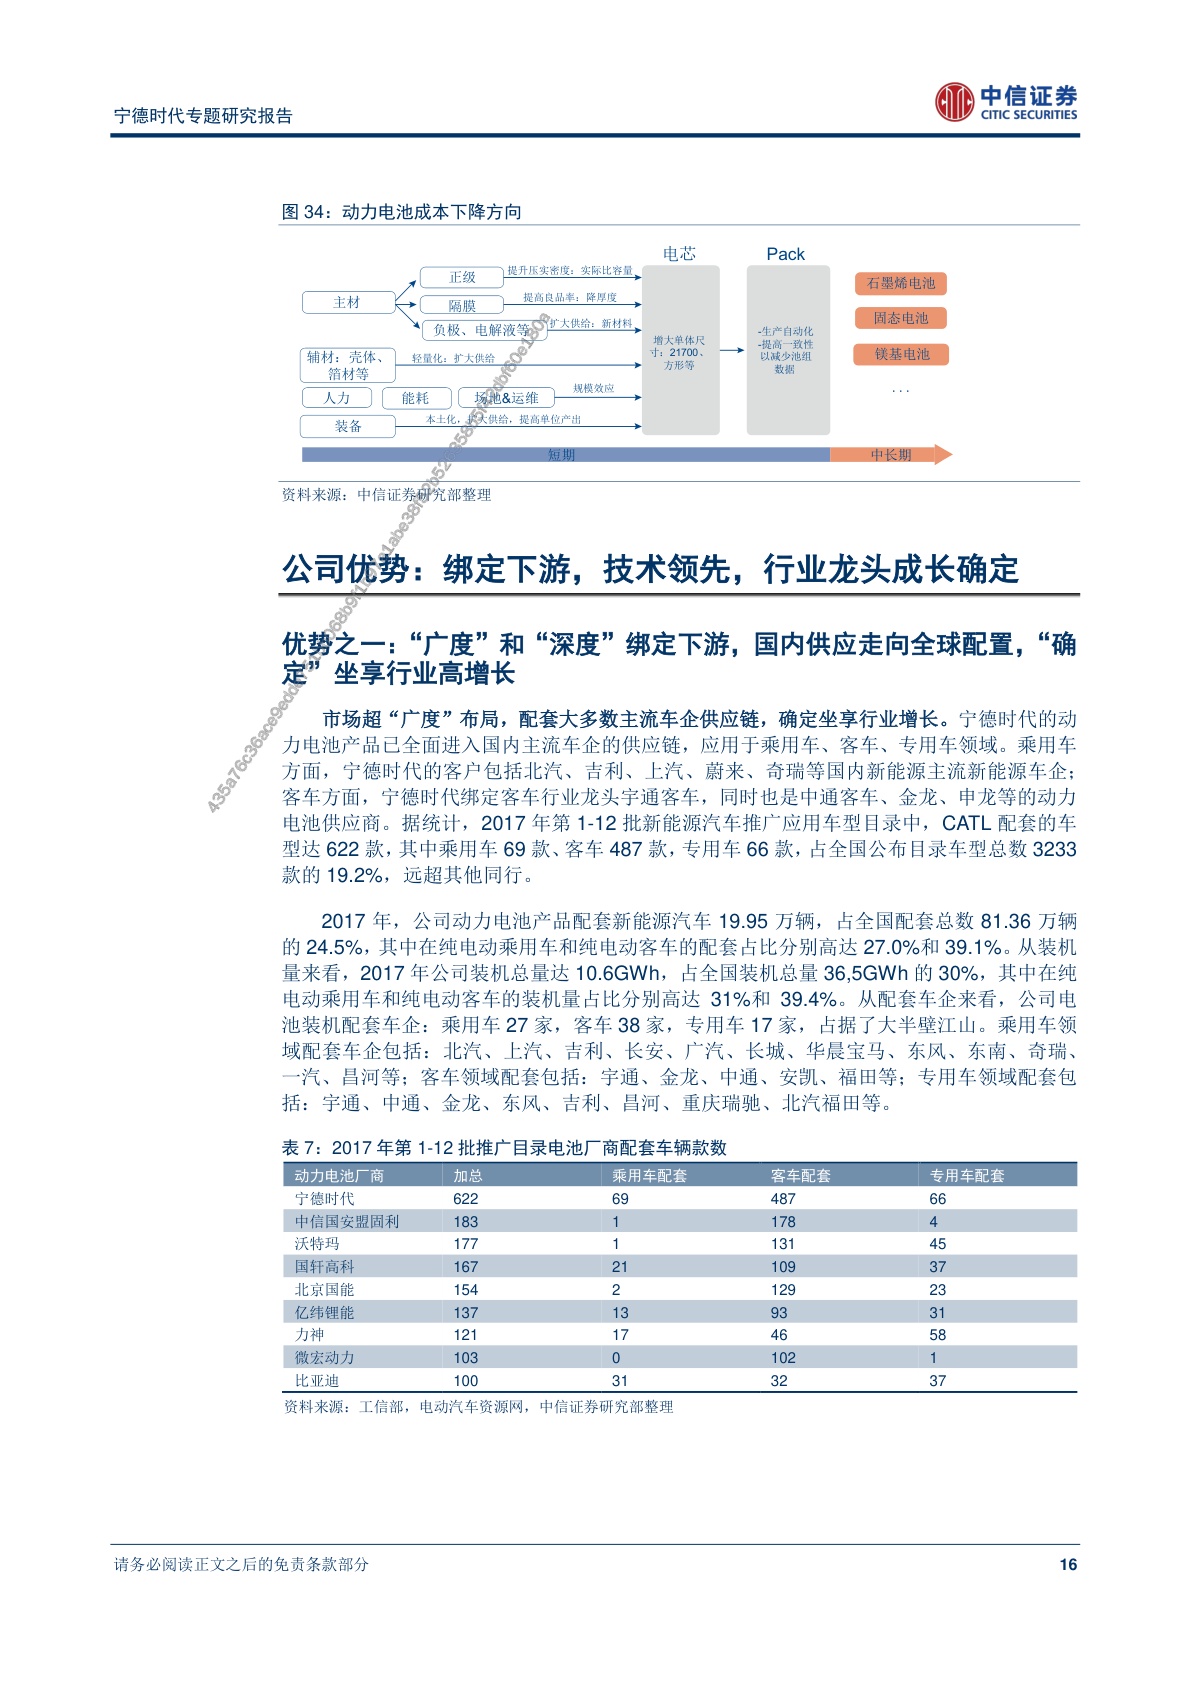 宁德时代专题研究报告
中信证券
CITIC SECURITIES
图 34：动力电池成本下降方向
电芯
Pack
主材
正级
提升压实密度：实际比容量
隔膜
提高良品率：降厚度
负极、电解液等
扩大供给：新材料
辅材：壳体、
箔材等
轻量化：扩大供给
人力
能耗
场地&运维
规模效应
装备
本土化，扩大供给，提高单位产出
增大单体尺
寸：21700、
方形等
-生产自动化
-提高一致性
以减少池组
数据
石墨烯电池
固态电池
镁基电池
...
短期
中长期
资料来源：中信证券研究部整理
公司优势：绑定下游，技术领先，行业龙头成长确定
优势之一：“广度”和“深度”绑定下游，国内供应走向全球配置，“确
定”坐享行业高增长
市场超“广度”布局，配套大多数主流车企供应链，确定坐享行业增长。宁德时代的动
力电池产品已全面进入国内主流车企的供应链，应用于乘用车、客车、专用车领域。乘用车
方面，宁德时代的客户包括北汽、吉利、上汽、蔚来、奇瑞等国内新能源主流新能源车企；
客车方面，宁德时代绑定客车行业龙头宇通客车，同时也是中通客车、金龙、申龙等的动力
电池供应商。据统计，2017 年第 1-12 批新能源汽车推广应用车型目录中，CATL 配套的车
型达 622 款，其中乘用车 69 款、客车 487 款，专用车 66 款，占全国公布目录车型总数 3233
款的 19.2%，远超其他同行。
2017 年，公司动力电池产品配套新能源汽车 19.95 万辆，占全国配套总数 81.36 万辆
的 24.5%，其中在纯电动乘用车和纯电动客车的配套占比分别高达 27.0%和 39.1%。从装机
量来看，2017 年公司装机总量达 10.6GWh，占全国装机总量 36,5GWh 的 30%，其中在纯
电动乘用车和纯电动客车的装机量占比分别高达 31%和 39.4%。从配套车企来看，公司电
池装机配套车企：乘用车 27 家，客车 38 家，专用车 17 家，占据了大半壁江山。乘用车领
域配套车企包括：北汽、上汽、吉利、长安、广汽、长城、华晨宝马、东风、东南、奇瑞、
一汽、昌河等；客车领域配套包括：宇通、金龙、中通、安凯、福田等；专用车领域配套包
括：宇通、中通、金龙、东风、吉利、昌河、重庆瑞驰、北汽福田等。
表 7：2017 年第 1-12 批推广目录电池厂商配套车辆款数
动力电池厂商 加总 乘用车配套 客车配套 专用车配套
宁德时代 622 69 487 66
中信国安盟固利 183 1 178 4
沃特玛 177 1 131 45
国轩高科 167 21 109 37
北京国能 154 2 129 23
亿纬锂能 137 13 93 31
力神 121 17 46 58
微宏动力 103 0 102 1
比亚迪 100 31 32 37
资料来源：工信部，电动汽车资源网，中信证券研究部整理
请务必阅读正文之后的免责条款部分
16